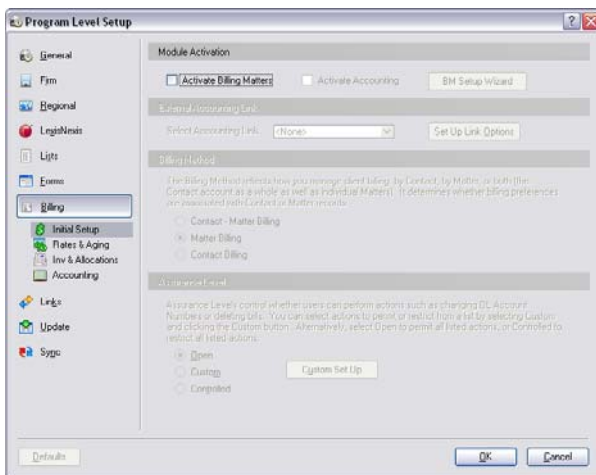 Program Level Setup
General
Firm
Regional
LexisNexis
Lists
Forms
Billing
Initial Setup
Rates & Aging
Inv & Allocations
Accounting
Links
Update
Sync
Module Activation
Activate Billing Matters
Activate Accounting
BM Setup Wizard
External Accounting Link
Select Accounting Link
<None>
Set Up Link Options
Billing Method
The Billing Method reflects how you manage client billing: by Contact, by Matter, or both (the
Contact account as a whole as well as individual Matters). It determines whether billing preferences
are associated with Contact or Matter records.
Contact - Matter Billing
Matter Billing
Contact Billing
Assurance Level
Assurance Levels control whether users can perform actions such as changing GL Account
Numbers or deleting bills. You can select actions to permit or restrict from a list by selecting Custom
and clicking the Custom button. Alternatively, select Open to permit all listed actions, or Controlled to
restrict all listed actions.
Open
Custom
Controlled
Custom Set Up
Defaults
OK
Cancel